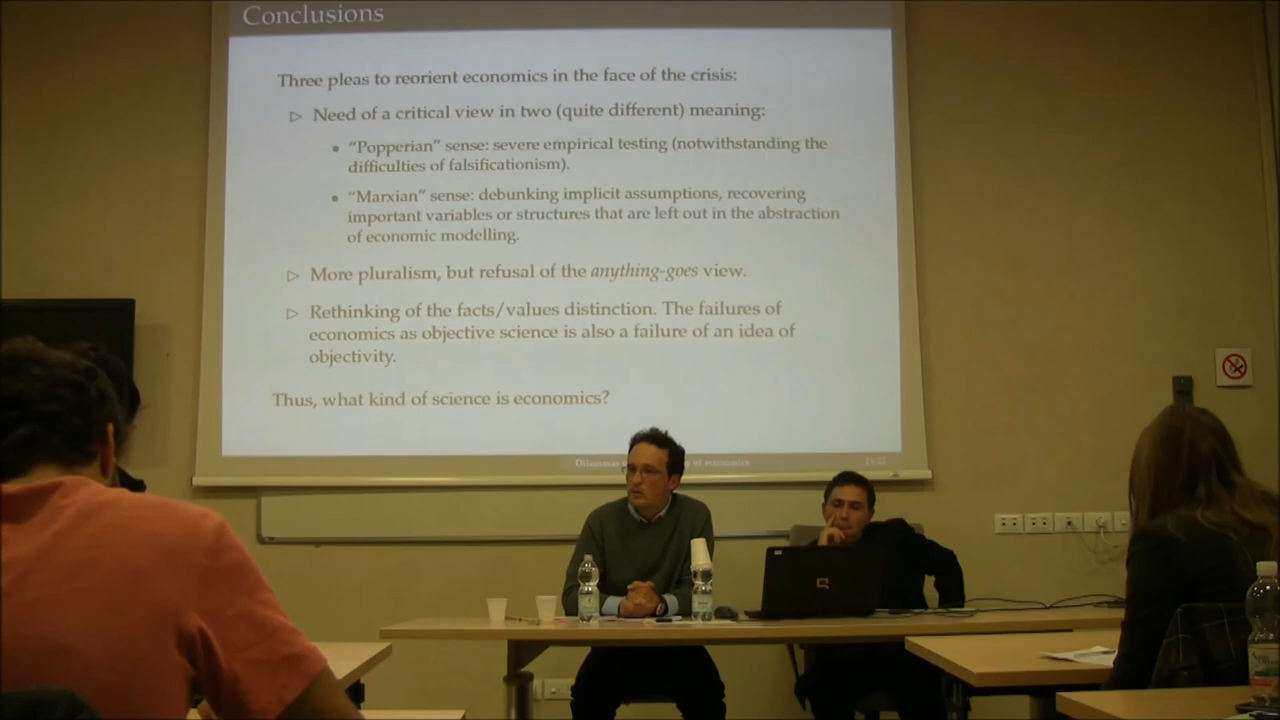 Conclusions
Three pleas to reorient economics in the face of the crisis:
▷ Need of a critical view in two (quite different) meaning:
• “Popperian” sense: severe empirical testing (notwithstanding the
difficulties of falsificationism).
• “Marxian” sense: debunking implicit assumptions, recovering
important variables or structures that are left out in the abstraction
of economic modelling.
▷ More pluralism, but refusal of the anything-goes view.
▷ Rethinking of the facts/values distinction. The failures of
economics as objective science is also a failure of an idea of
objectivity.
Thus, what kind of science is economics?
Dilemmas of economics